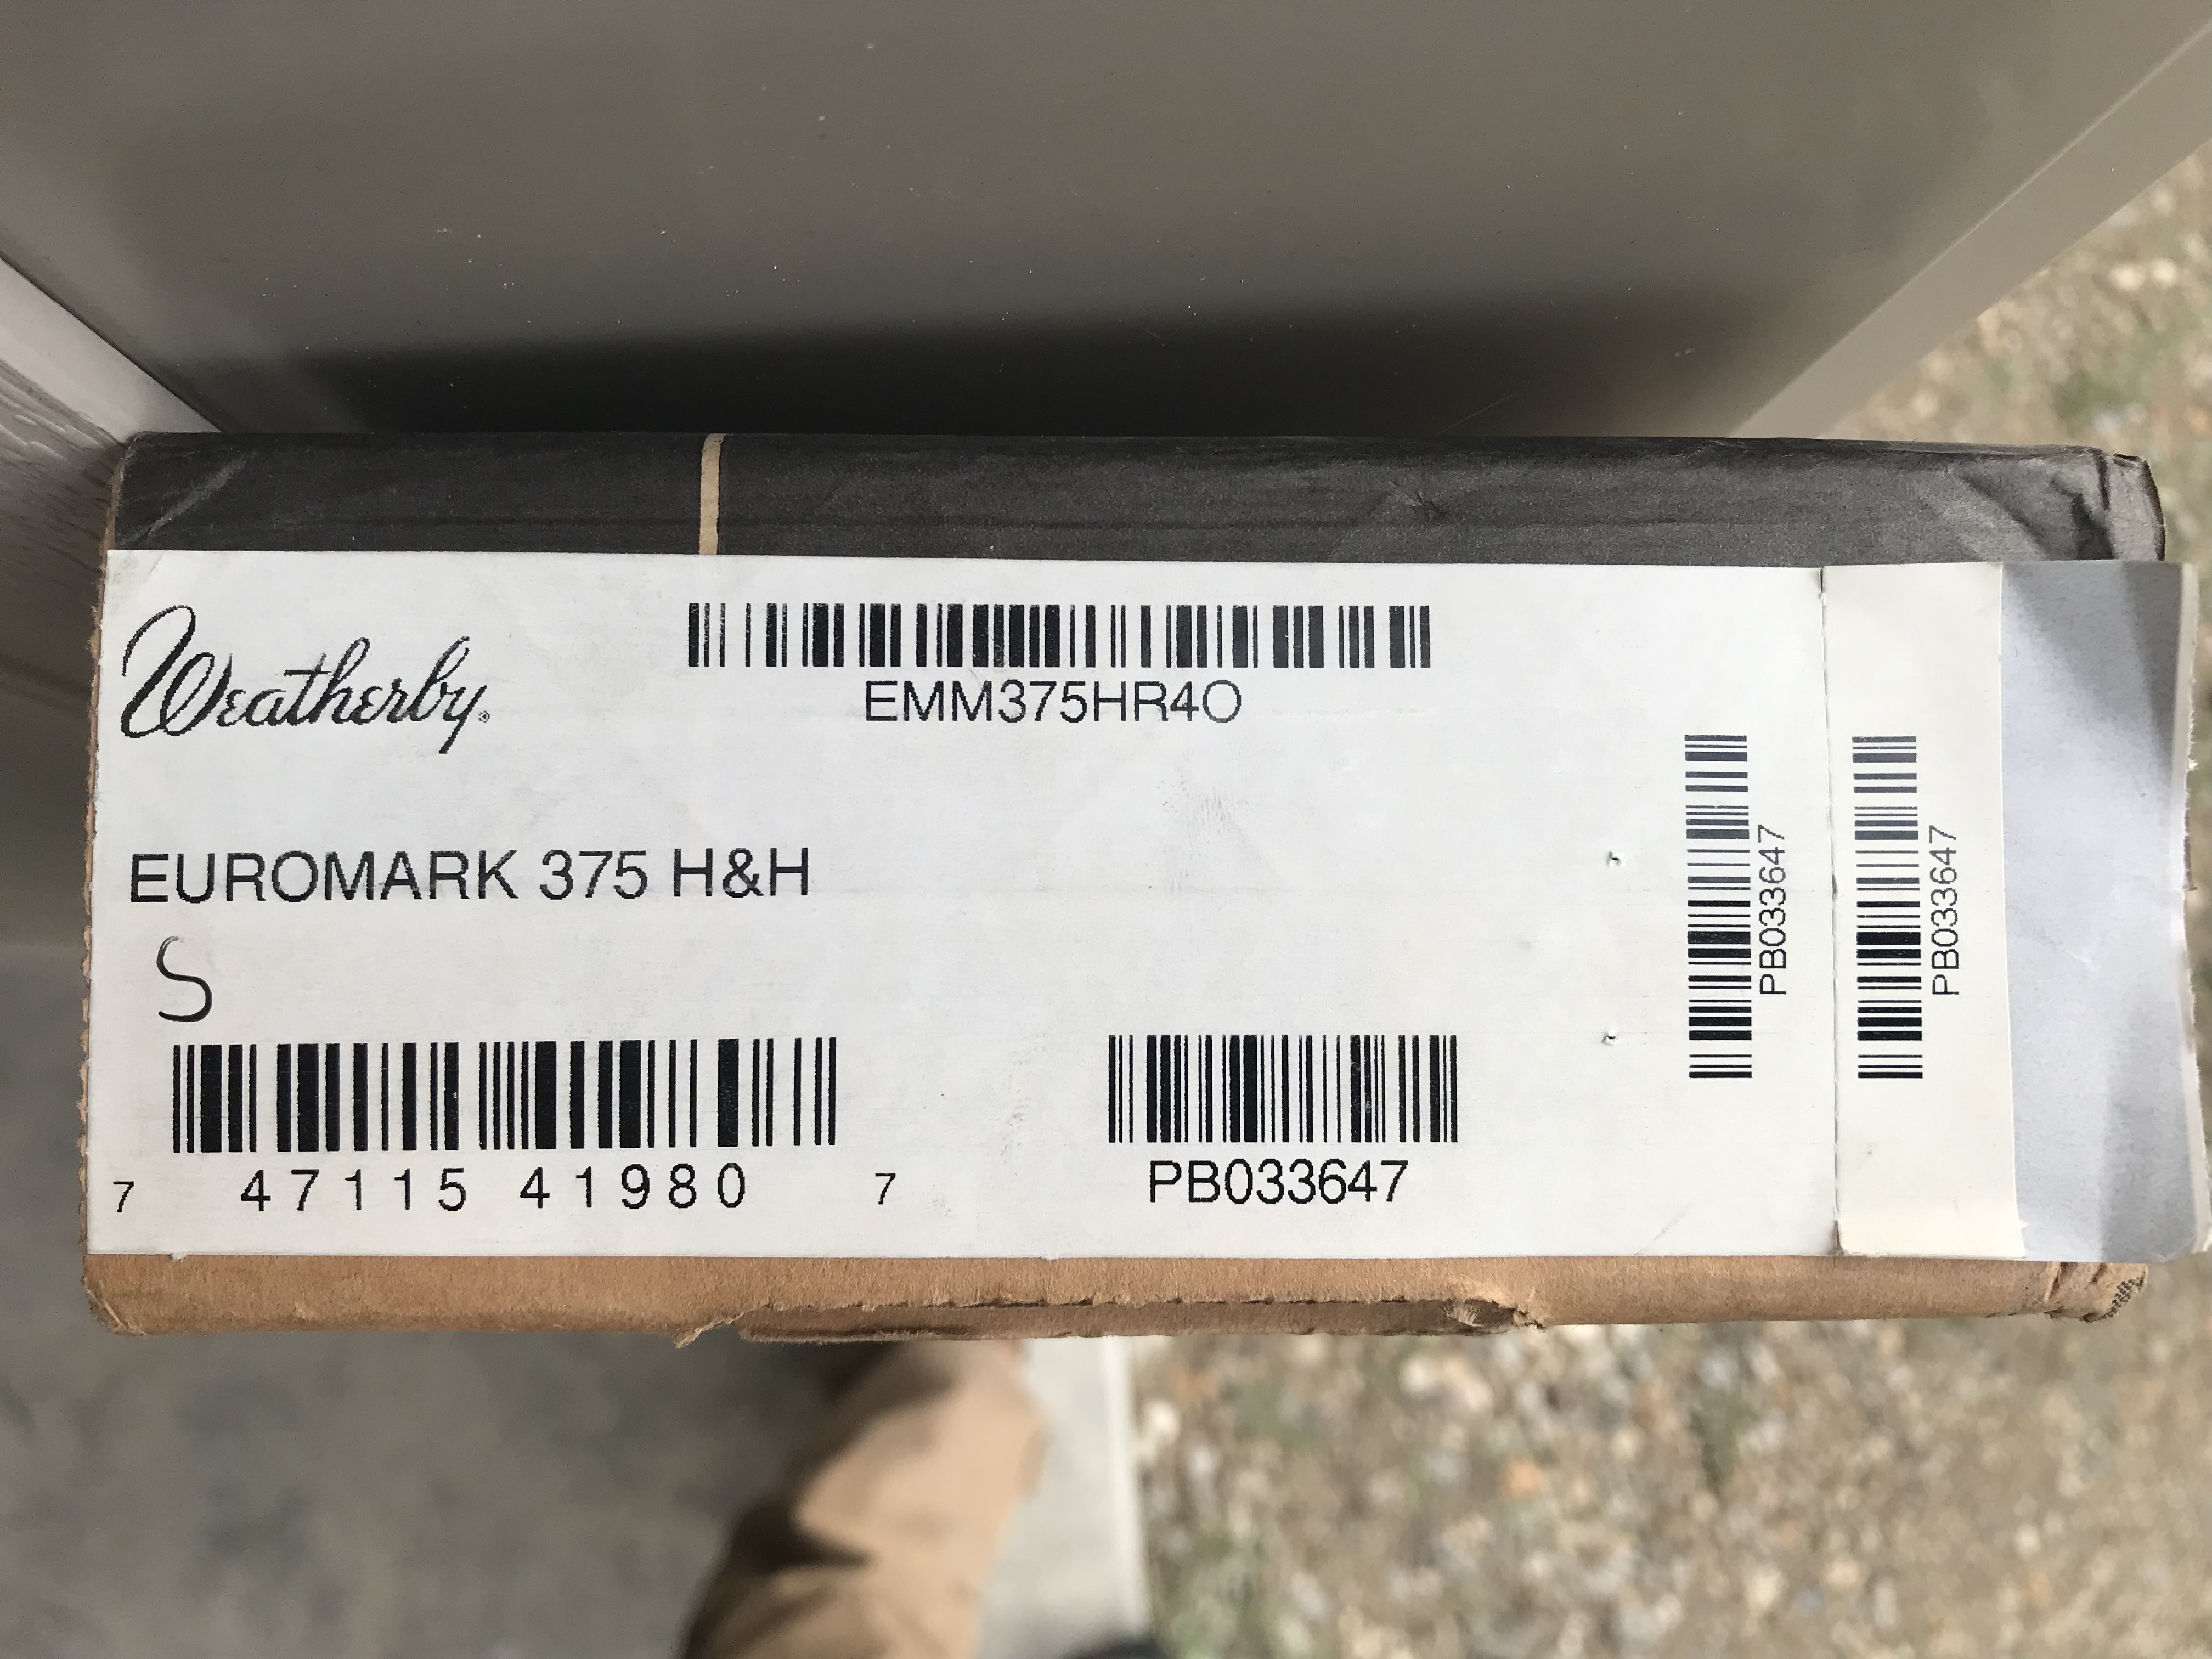 Weatherby®
EMM375HR4O
EUROMARK 375 H&H
S
7 47115 41980 7
PB033647
PB033647
PB033647